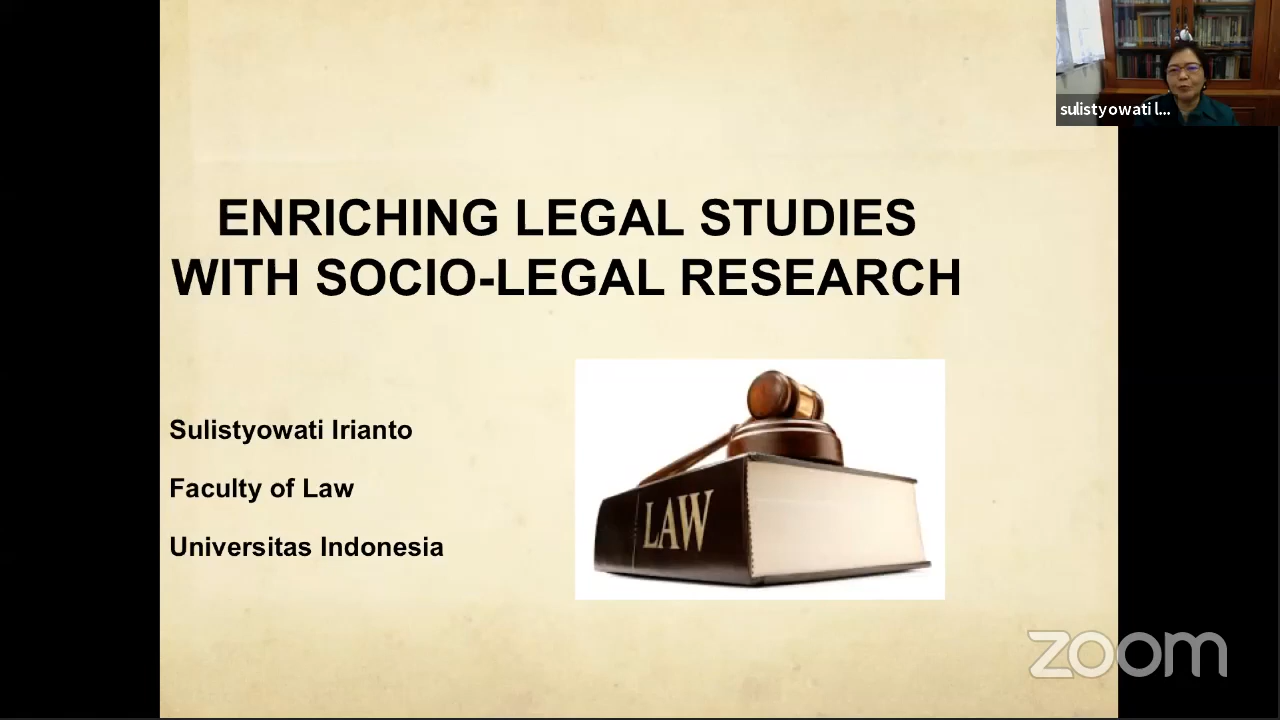 sulistyowati I...
ENRICHING LEGAL STUDIES
WITH SOCIO-LEGAL RESEARCH
Sulistyowati Irianto
Faculty of Law
Universitas Indonesia
LAW
zoom